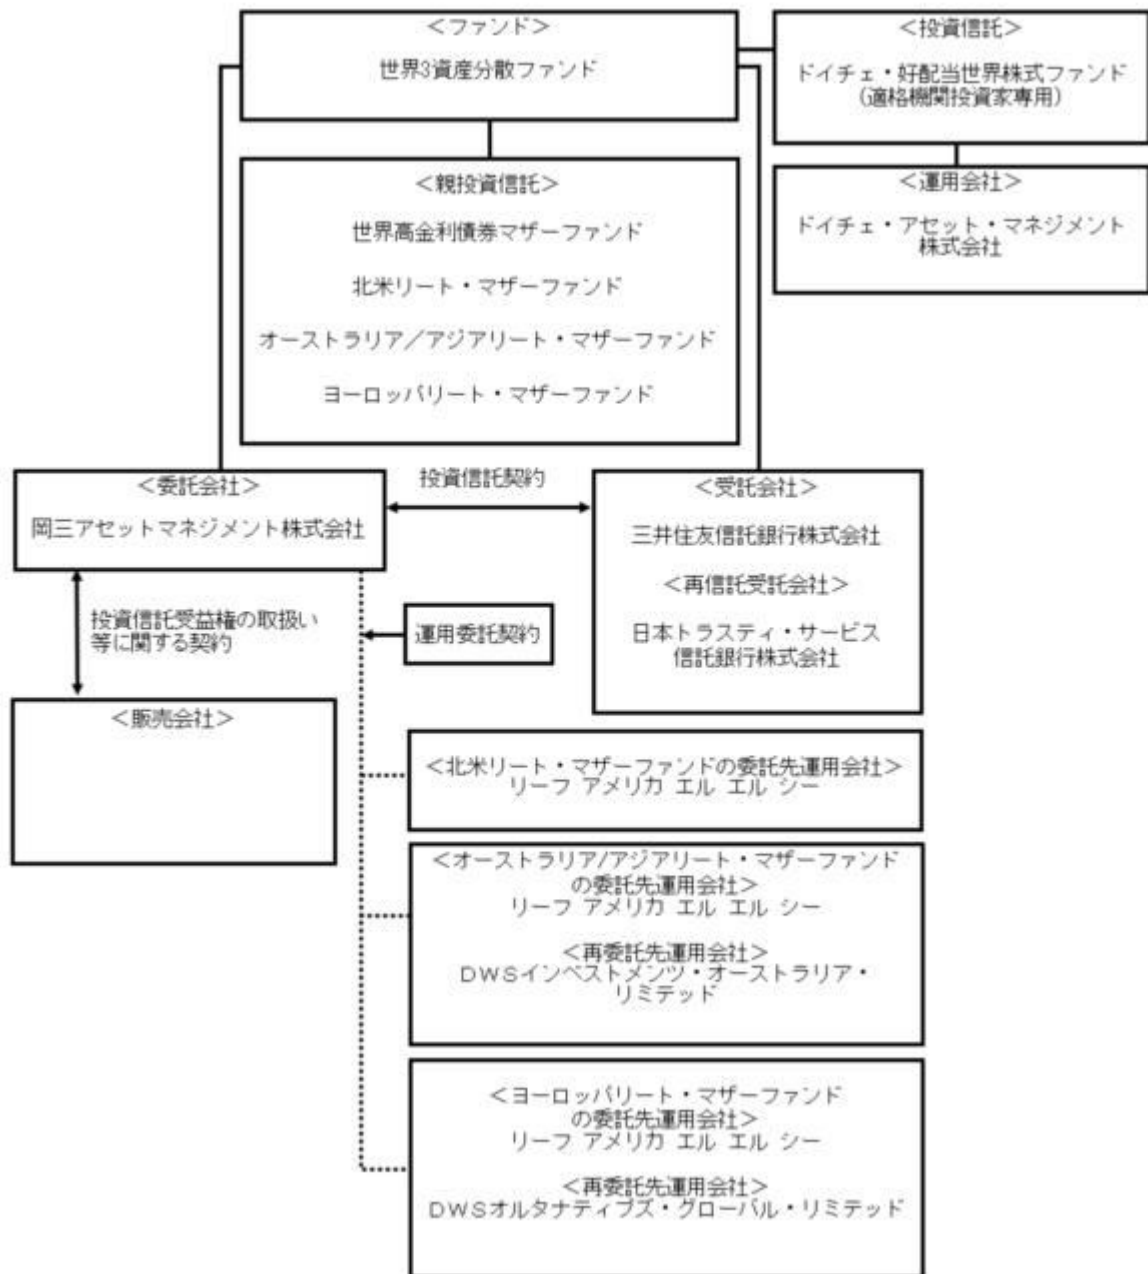 ＜ファンド＞
世界3資産分散ファンド
＜投資信託＞
ドイチェ・好配当世界株式ファンド
（適格機関投資家専用）
＜運用会社＞
ドイチェ・アセット・マネジメント
株式会社
＜親投資信託＞
世界高金利債券マザーファンド
北米リート・マザーファンド
オーストラリア／アジアリート・マザーファンド
ヨーロッパリート・マザーファンド
＜委託会社＞
岡三アセットマネジメント株式会社
投資信託契約
＜受託会社＞
三井住友信託銀行株式会社
＜再信託受託会社＞
日本トラスティ・サービス
信託銀行株式会社
投資信託受益権の取扱い
等に関する契約
運用委託契約
＜販売会社＞
＜北米リート・マザーファンドの委託先運用会社＞
リーフ アメリカ エル エル シー
＜オーストラリア/アジアリート・マザーファンド
の委託先運用会社＞
リーフ アメリカ エル エル シー
＜再委託先運用会社＞
ＤＷＳインベストメンツ・オーストラリア・
リミテッド
＜ヨーロッパリート・マザーファンド
の委託先運用会社＞
リーフ アメリカ エル エル シー
＜再委託先運用会社＞
ＤＷＳオルタナティブズ・グローバル・リミテッド